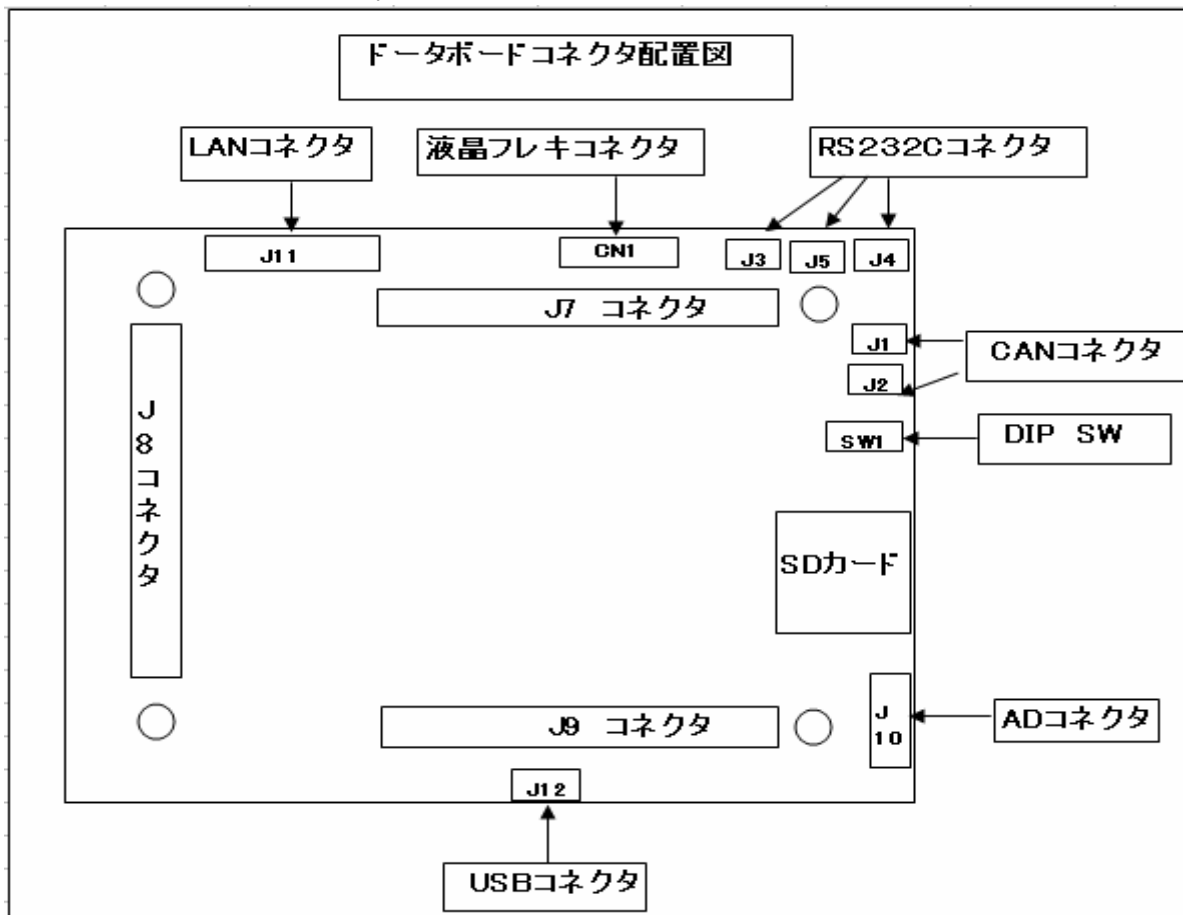 ドータボードコネクタ配置図
LANコネクタ
液晶フレキコネクタ
RS232Cコネクタ
J11
CN1
J3
J5
J4
J7 コネクタ
J1
CANコネクタ
J2
J8コネクタ
SW1
DIP SW
SDカード
J9 コネクタ
J
10
ADコネクタ
J12
USBコネクタ